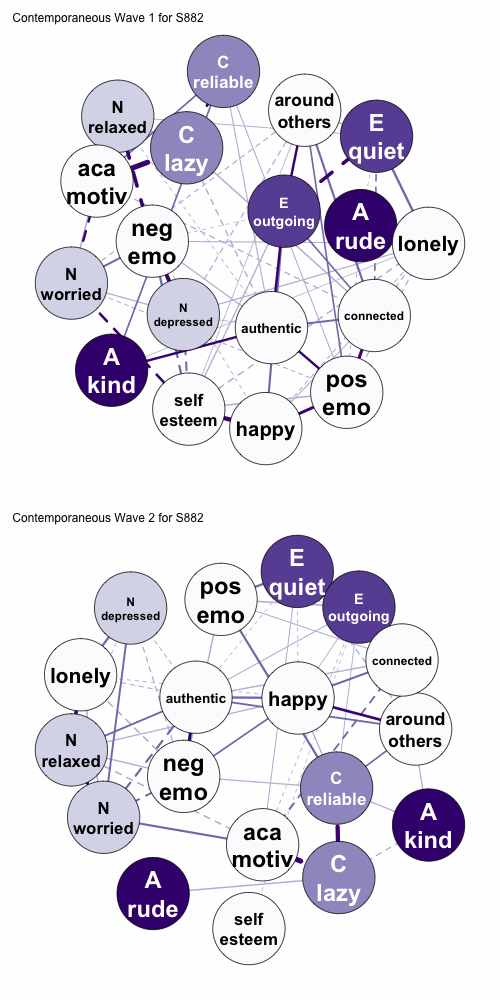 Contemporaneous Wave 1 for S882
C
reliable
around
others
N
relaxed
E
quiet
C
lazy
aca
motiv
E
outgoing
A
rude
neg
emo
lonely
N
worried
N
depressed
connected
authentic
A
kind
pos
emo
self
esteem
happy
Contemporaneous Wave 2 for S882
E
quiet
pos
emo
N
depressed
E
outgoing
connected
lonely
authentic
happy
around
others
N
relaxed
neg
emo
C
reliable
N
worried
A
kind
aca
motiv
C
lazy
A
rude
self
esteem